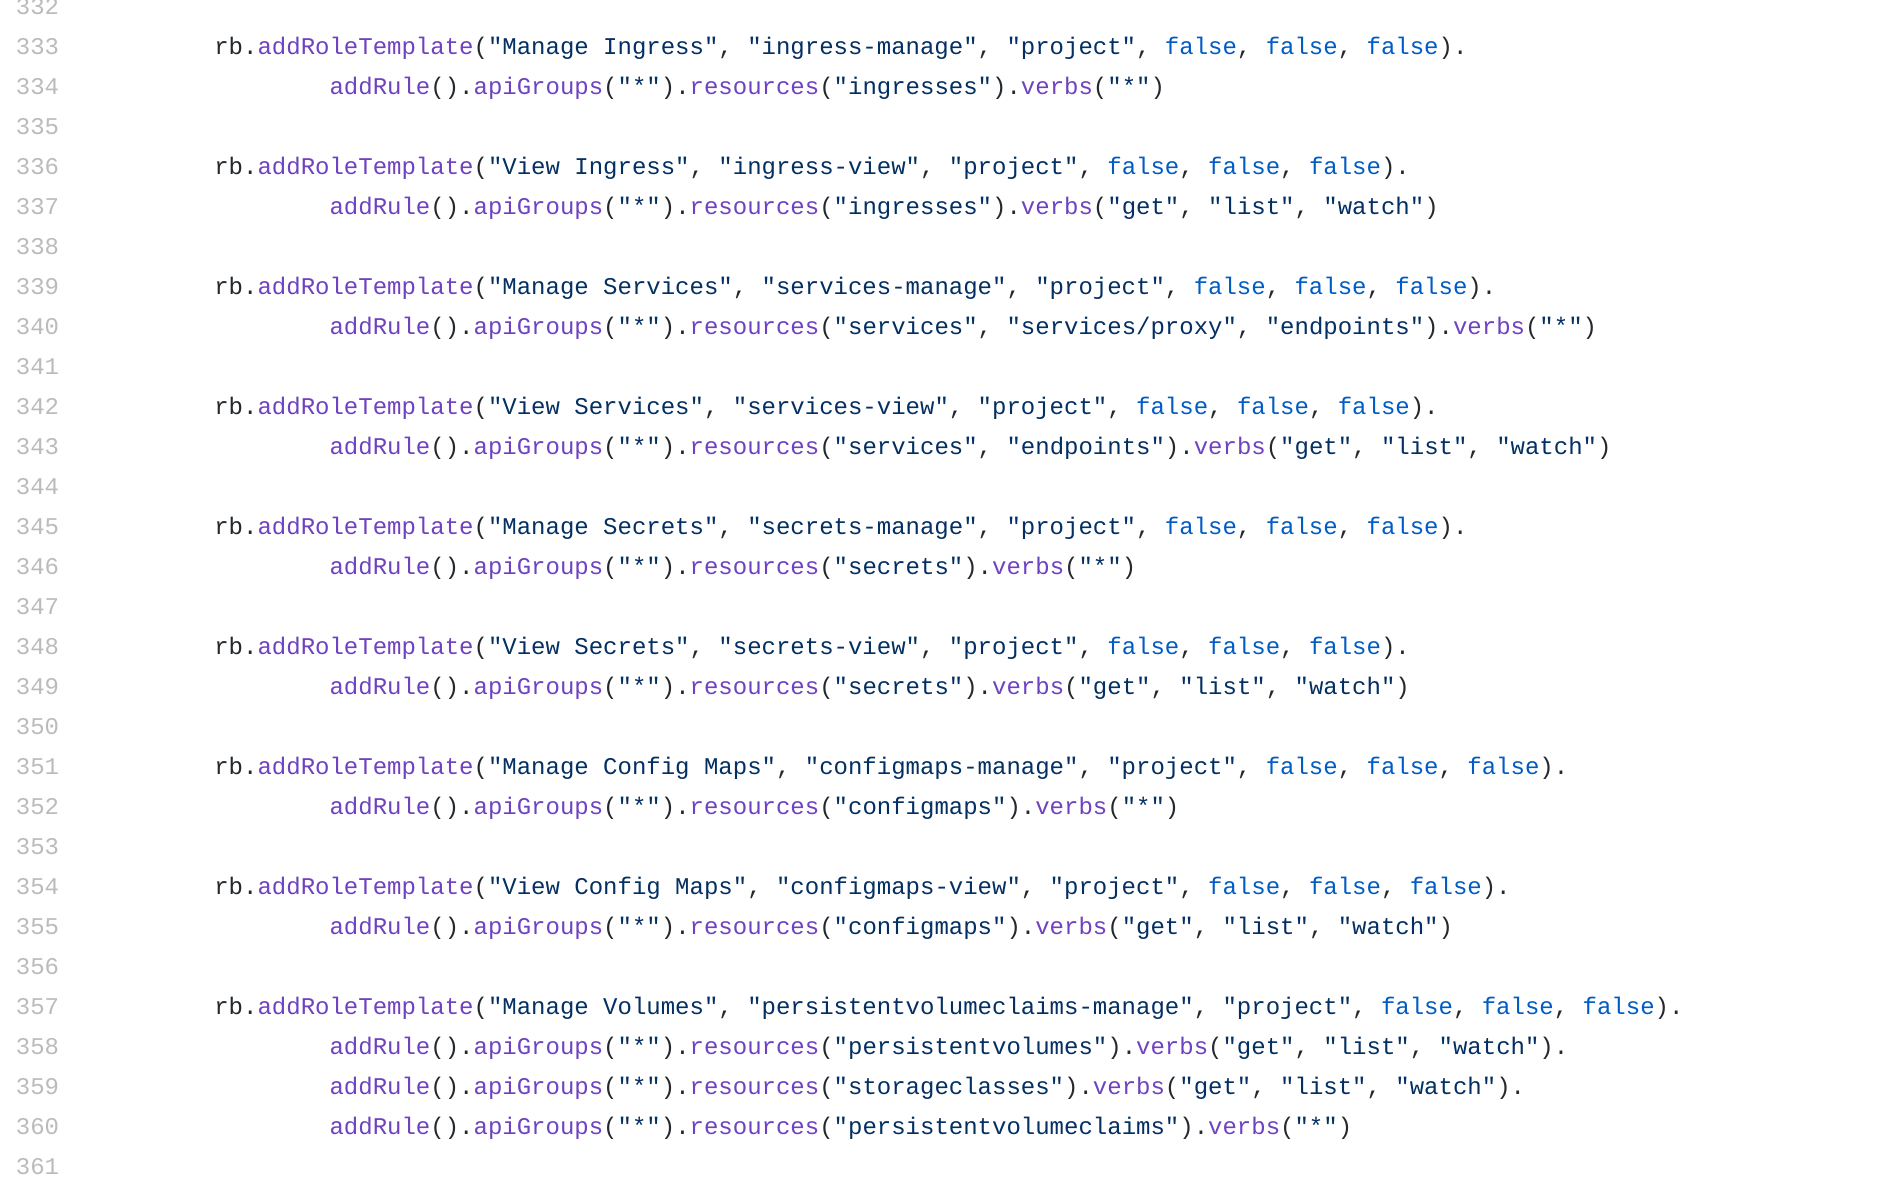 332
333 rb.addRoleTemplate("Manage Ingress", "ingress-manage", "project", false, false, false).
334 addRule().apiGroups("*").resources("ingresses").verbs("*")
335
336 rb.addRoleTemplate("View Ingress", "ingress-view", "project", false, false, false).
337 addRule().apiGroups("*").resources("ingresses").verbs("get", "list", "watch")
338
339 rb.addRoleTemplate("Manage Services", "services-manage", "project", false, false, false).
340 addRule().apiGroups("*").resources("services", "services/proxy", "endpoints").verbs("*")
341
342 rb.addRoleTemplate("View Services", "services-view", "project", false, false, false).
343 addRule().apiGroups("*").resources("services", "endpoints").verbs("get", "list", "watch")
344
345 rb.addRoleTemplate("Manage Secrets", "secrets-manage", "project", false, false, false).
346 addRule().apiGroups("*").resources("secrets").verbs("*")
347
348 rb.addRoleTemplate("View Secrets", "secrets-view", "project", false, false, false).
349 addRule().apiGroups("*").resources("secrets").verbs("get", "list", "watch")
350
351 rb.addRoleTemplate("Manage Config Maps", "configmaps-manage", "project", false, false, false).
352 addRule().apiGroups("*").resources("configmaps").verbs("*")
353
354 rb.addRoleTemplate("View Config Maps", "configmaps-view", "project", false, false, false).
355 addRule().apiGroups("*").resources("configmaps").verbs("get", "list", "watch")
356
357 rb.addRoleTemplate("Manage Volumes", "persistentvolumeclaims-manage", "project", false, false, false).
358 addRule().apiGroups("*").resources("persistentvolumes").verbs("get", "list", "watch").
359 addRule().apiGroups("*").resources("storageclasses").verbs("get", "list", "watch").
360 addRule().apiGroups("*").resources("persistentvolumeclaims").verbs("*")
361